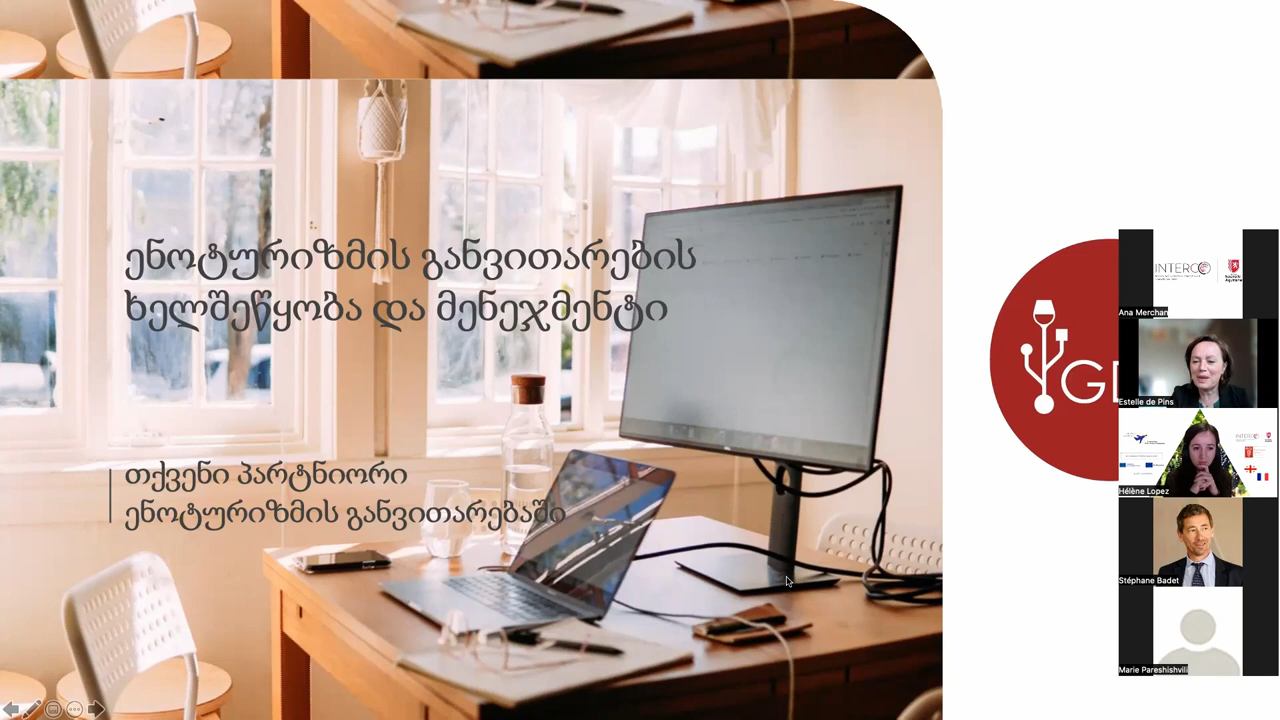 ენოტურიზმის განვითარების
ხელშეწყობა და მენეჯმენტი
თქვენი პარტნიორი
ენოტურიზმის განვითარებაში
INTERCO
Ana Merchan
Estelle de Pins
Hélène Lopez
Stéphane Badet
Marie Pareshishvili